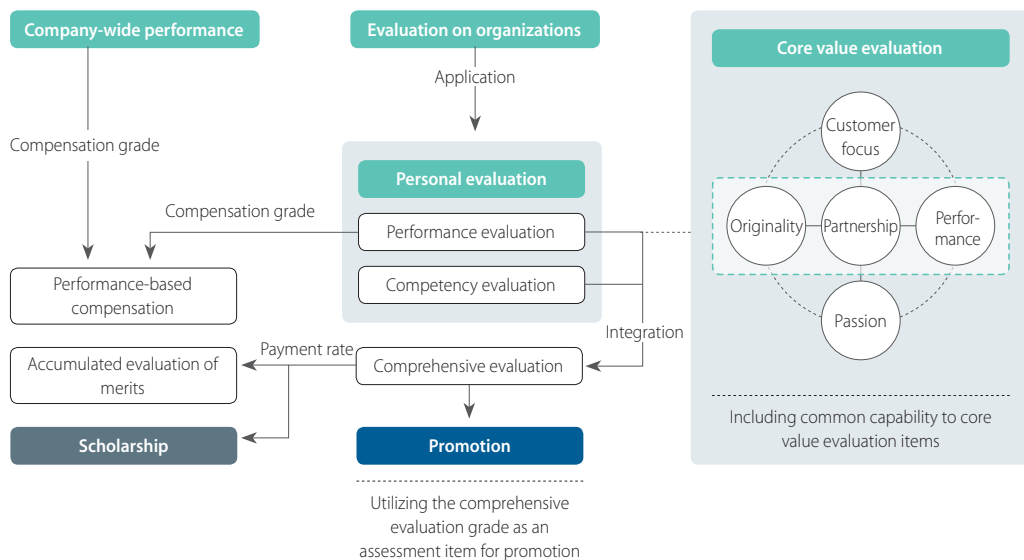 Company-wide performance
Compensation grade
Evaluation on organizations
Application
Personal evaluation
Performance evaluation
Competency evaluation
Compensation grade
Performance-based
compensation
Integration
Payment rate
Accumulated evaluation of
merits
Comprehensive evaluation
Scholarship
Promotion
Utilizing the comprehensive
evaluation grade as an
assessment item for promotion
Core value evaluation
Customer
focus
Originality
Partnership
Perfor-
mance
Passion
Including common capability to core
value evaluation items